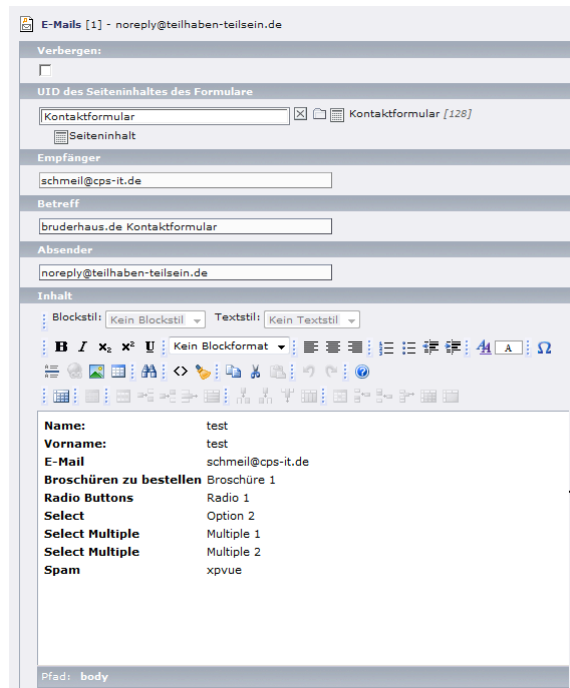 E-Mails [1] - noreply@teilhaben-teilsein.de
Verbergen:
UID des Seiteninhaltes des Formulare
Kontaktformular Kontaktformular [128]
Seiteninhalt
Empfänger
schmeil@cps-it.de
Betreff
bruderhaus.de Kontaktformular
Absender
noreply@teilhaben-teilsein.de
Inhalt
Blockstil: Kein Blockstil Textstil: Kein Textstil
B I x₂ x² U Kein Blockformat A A Ω
Name: test
Vorname: test
E-Mail schmeil@cps-it.de
Broschüren zu bestellen Broschüre 1
Radio Buttons Radio 1
Select Option 2
Select Multiple Multiple 1
Select Multiple Multiple 2
Spam xpvue
Pfad: body